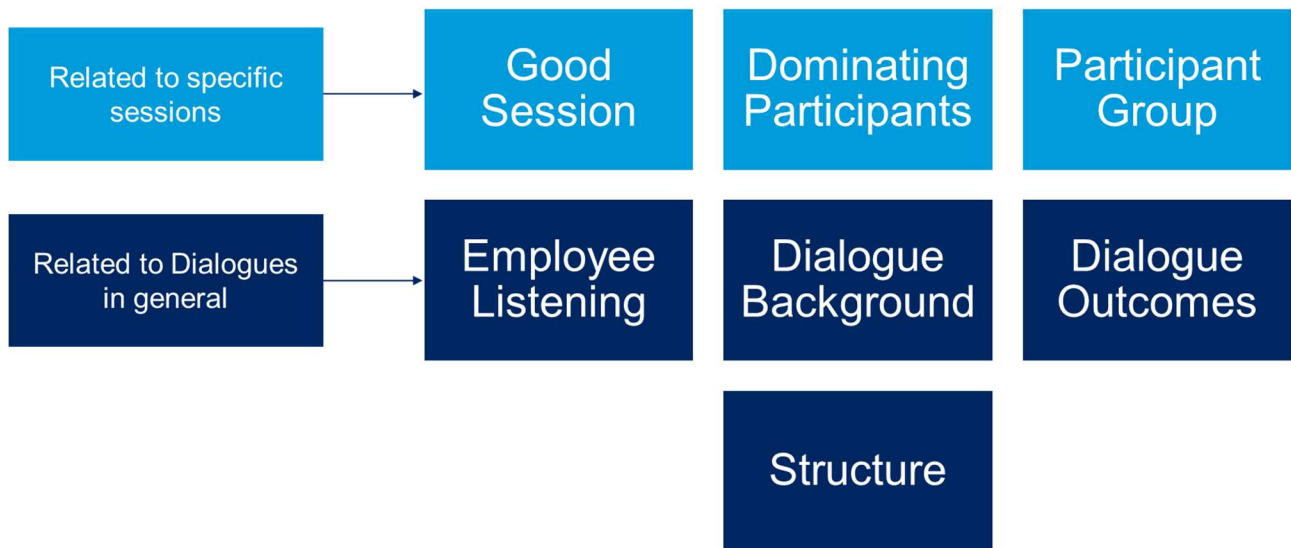 Related to specific
sessions
Good
Session
Dominating
Participants
Participant
Group
Related to Dialogues
in general
Employee
Listening
Dialogue
Background
Dialogue
Outcomes
Structure